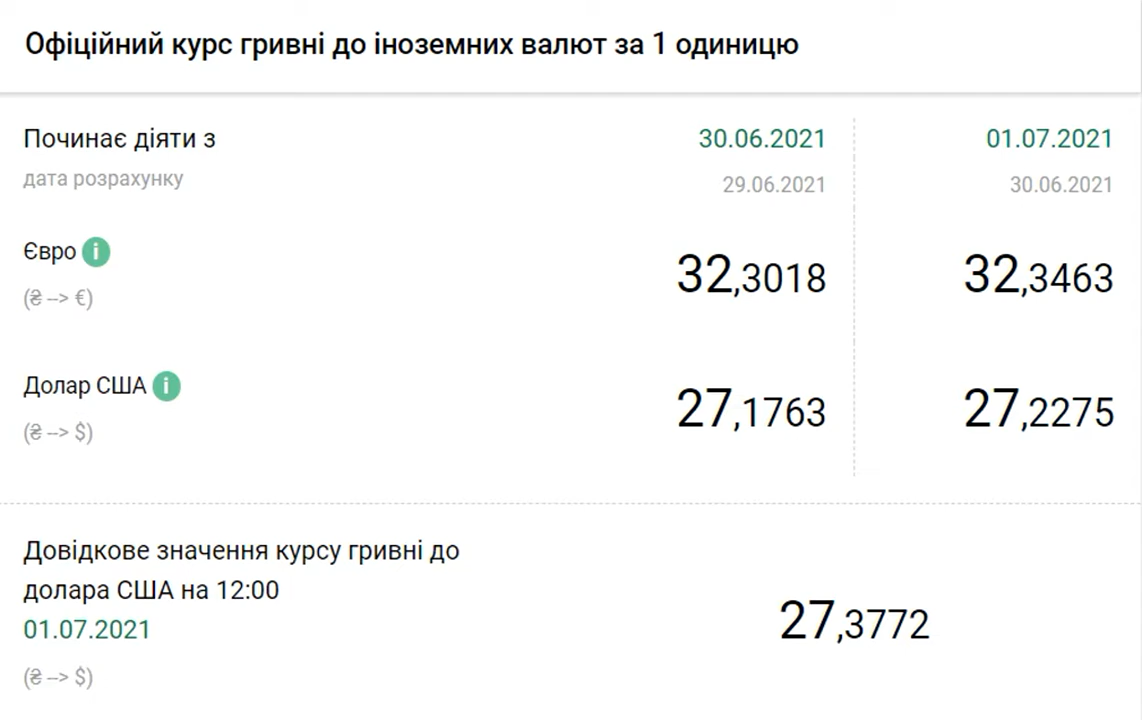 Офіційний курс гривні до іноземних валют за 1 одиницю
Починає діяти з 30.06.2021 01.07.2021
дата розрахунку 29.06.2021 30.06.2021
Євро i
32,3018 32,3463
(₴ --> €)
Долар США i
27,1763 27,2275
(₴ --> $)
Довідкове значення курсу гривні до
долара США на 12:00
01.07.2021
27,3772
(₴ --> $)